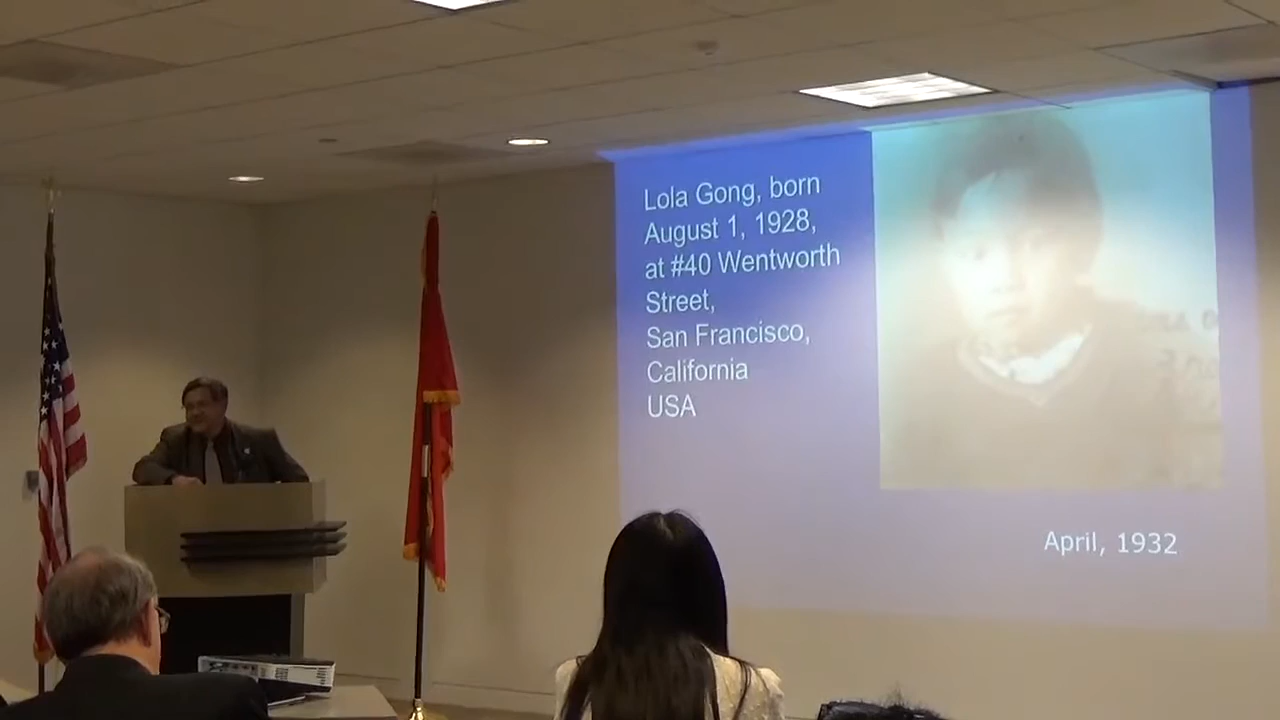 Lola Gong, born
August 1, 1928,
at #40 Wentworth
Street,
San Francisco,
California
USA
April, 1932